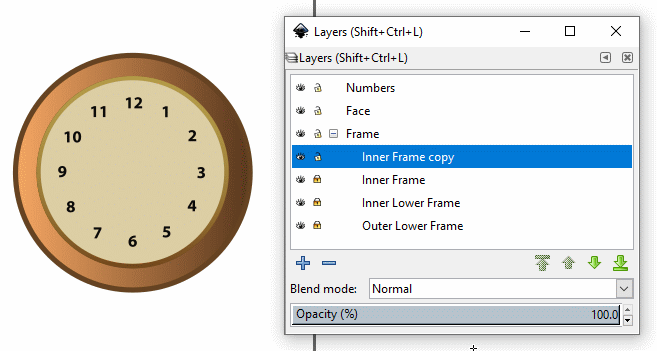 12
11 1
10 2
9 3
8 4
7 5
6
Layers (Shift+Ctrl+L)
Layers (Shift+Ctrl+L)
Numbers
Face
Frame
Inner Frame copy
Inner Frame
Inner Lower Frame
Outer Lower Frame
Blend mode: Normal
Opacity (%) 100.0